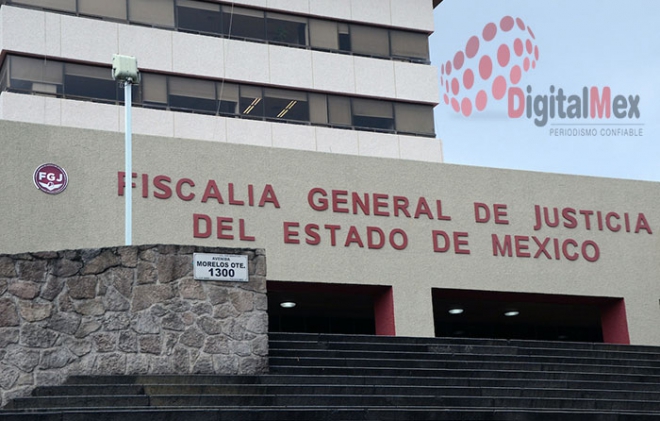 DigitalMex
PERIODISMO CONFIABLE
FGJ
FISCALIA GENERAL DE JUSTICIA
DEL ESTADO DE MEXICO
AVENIDA
MORELOS OTE.
1300